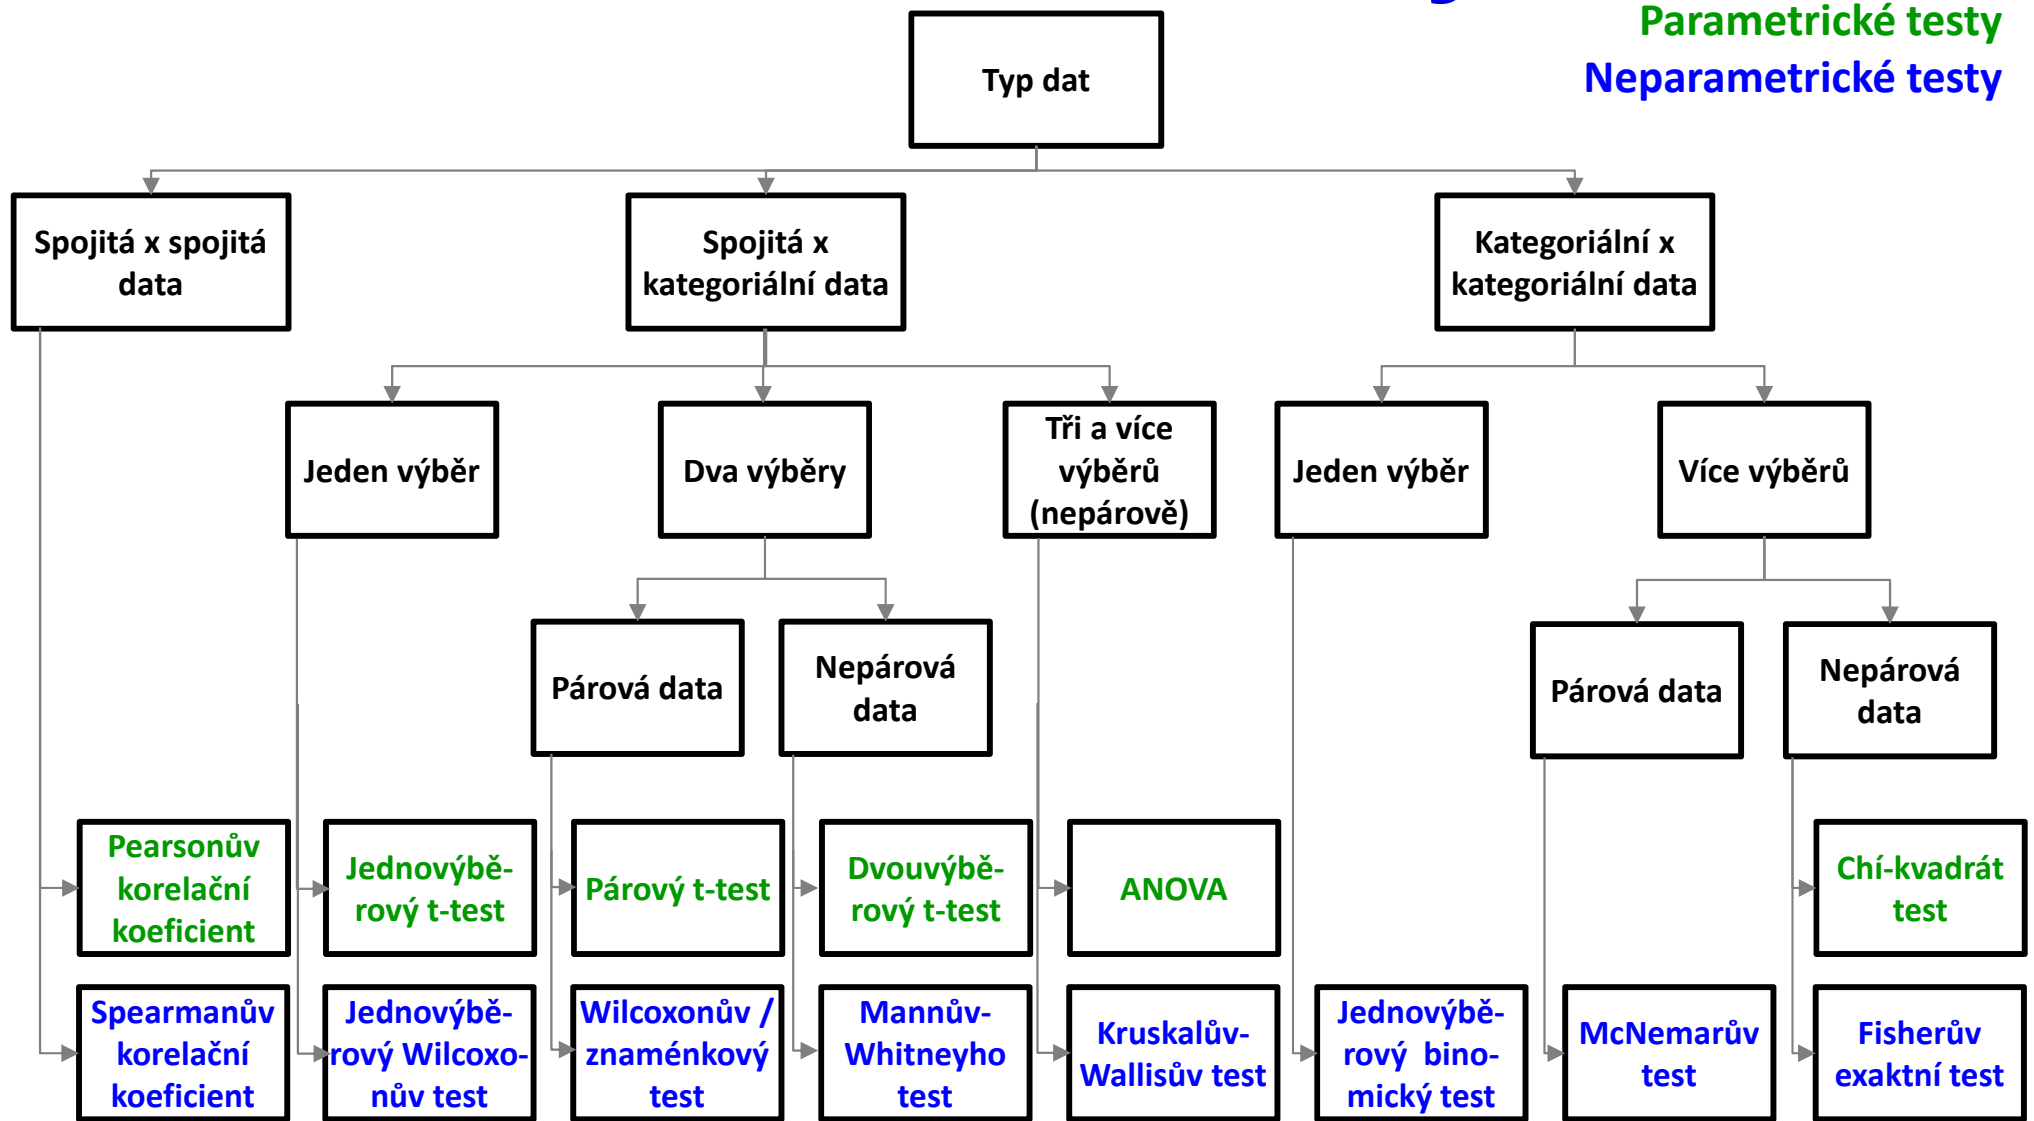 Parametrické testy
Neparametrické testy
Typ dat
Spojitá x spojitá
data
Spojitá x
kategoriální data
Kategoriální x
kategoriální data
Jeden výběr
Dva výběry
Tři a více
výběrů
(nepárově)
Jeden výběr
Více výběrů
Párová data
Nepárová
data
Párová data
Nepárová
data
Pearsonův
korelační
koeficient
Jednovýbě-
rový t-test
Párový t-test
Dvouvýbě-
rový t-test
ANOVA
Chí-kvadrát
test
Spearmanův
korelační
koeficient
Jednovýbě-
rový Wilcoxo-
nův test
Wilcoxonův /
znaménkový
test
Mannův-
Whitneyho
test
Kruskalův-
Wallisův test
Jednovýbě-
rový  bino-
mický test
McNemarův
test
Fisherův
exaktní test